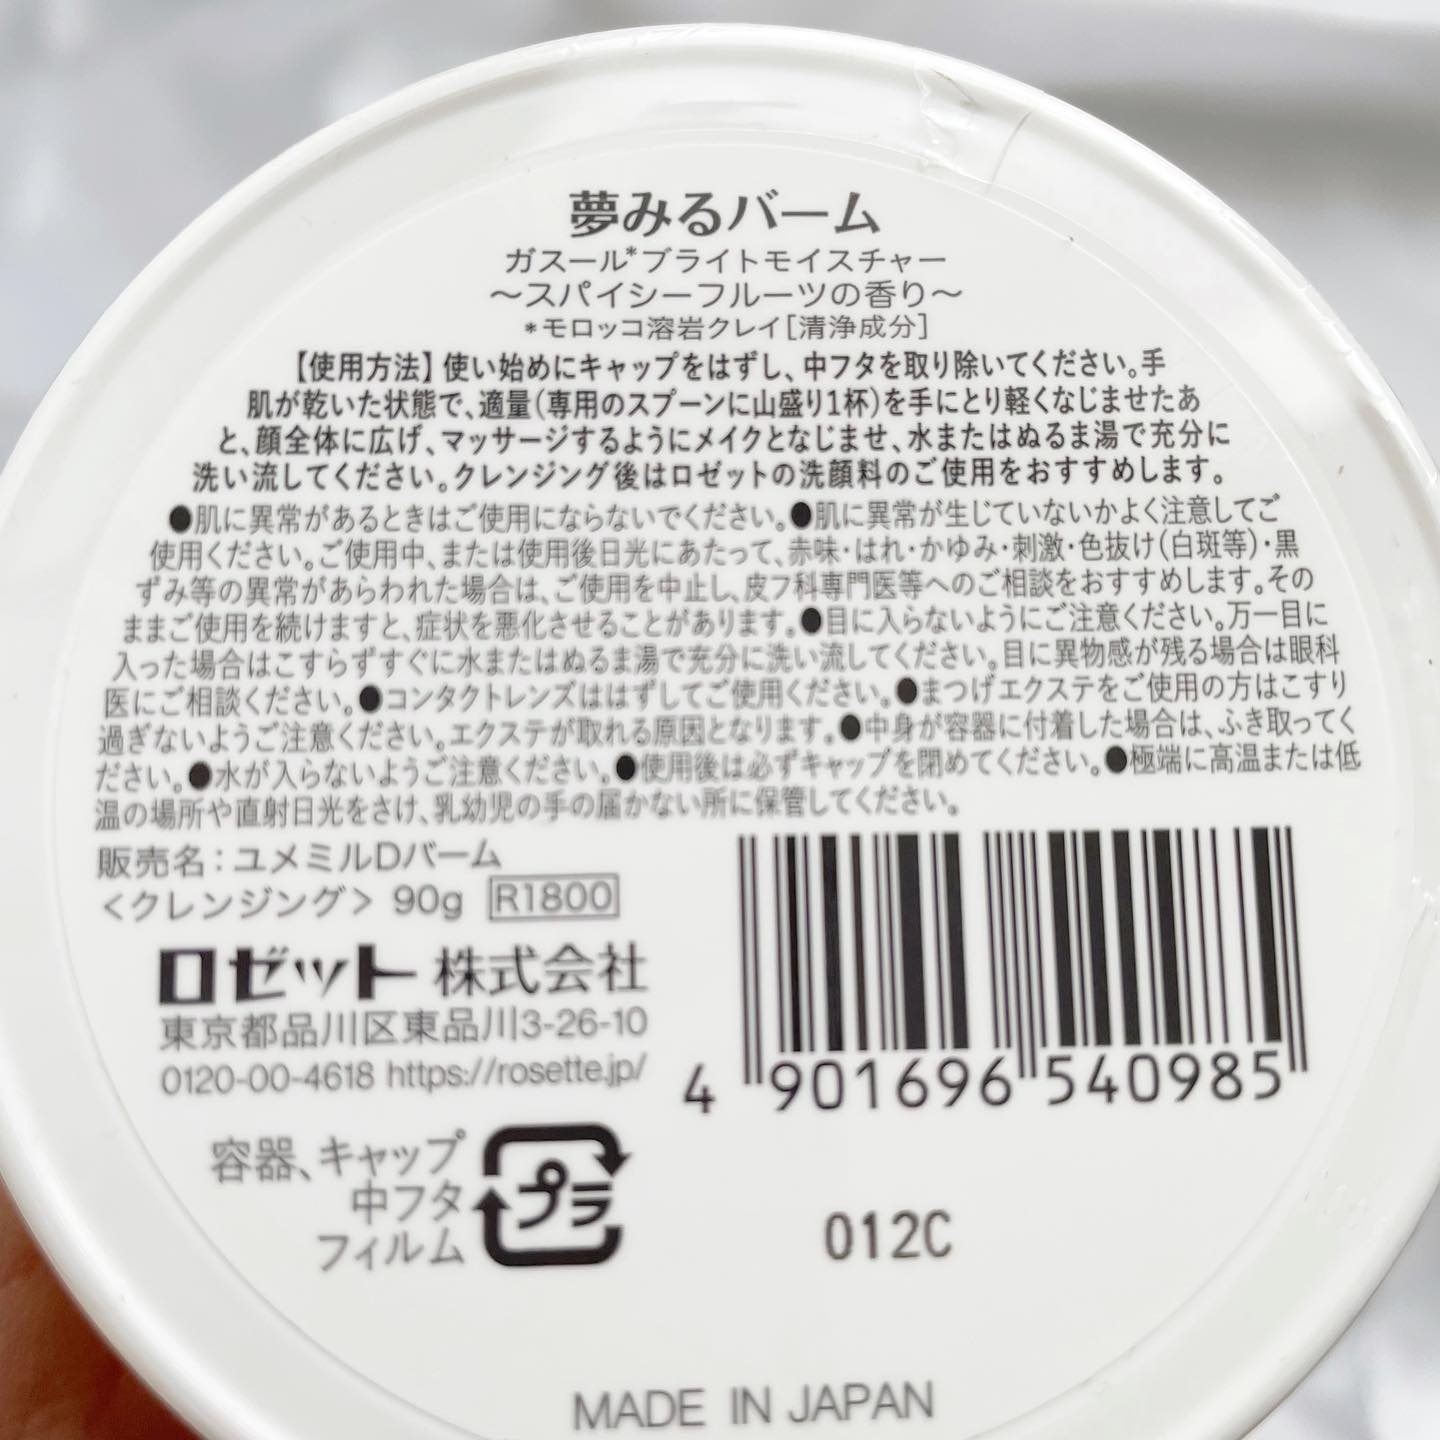 夢みるバーム
ガスール*ブライトモイスチャー
～スパイシーフルーツの香り～
*モロッコ溶岩クレイ[清浄成分]
【使用方法】使い始めにキャップをはずし、中フタを取り除いてください。手
肌が乾いた状態で、適量(専用のスプーンに山盛り1杯)を手にとり軽くなじませたあ
と、顔全体に広げ、マッサージするようにメイクとなじませ、水またはぬるま湯で充分に
洗い流してください。クレンジング後はロゼットの洗顔料のご使用をおすすめします。
●肌に異常があるときはご使用にならないでください。●肌に異常が生じていないかよく注意してご
使用ください。ご使用中、または使用後日光にあたって、赤味・はれ・かゆみ・刺激・色抜け(白斑等)・黒
ずみ等の異常があらわれた場合は、ご使用を中止し、皮フ科専門医等へのご相談をおすすめします。その
ままご使用を続けますと、症状を悪化させることがあります。●目に入らないようにご注意ください。万一目に
入った場合はこすらずすぐに水またはぬるま湯で充分に洗い流してください。目に異物感が残る場合は眼科
医にご相談ください。●コンタクトレンズははずしてご使用ください。●まつげエクステをご使用の方はこすり
過ぎないようご注意ください。エクステが取れる原因となります。●中身が容器に付着した場合は、ふき取ってく
ださい。●水が入らないようご注意ください。●使用後は必ずキャップを閉めてください。●極端に高温または低
温の場所や直射日光をさけ、乳幼児の手の届かない所に保管してください。
販売名：ユメミルDバーム
＜クレンジング＞ 90g R1800
ロゼット株式会社
東京都品川区東品川3-26-10
0120-00-4618 https://rosette.jp/
4 901696 540985
容器、キャップ
中フタ
フィルム
プラ
012C
MADE IN JAPAN